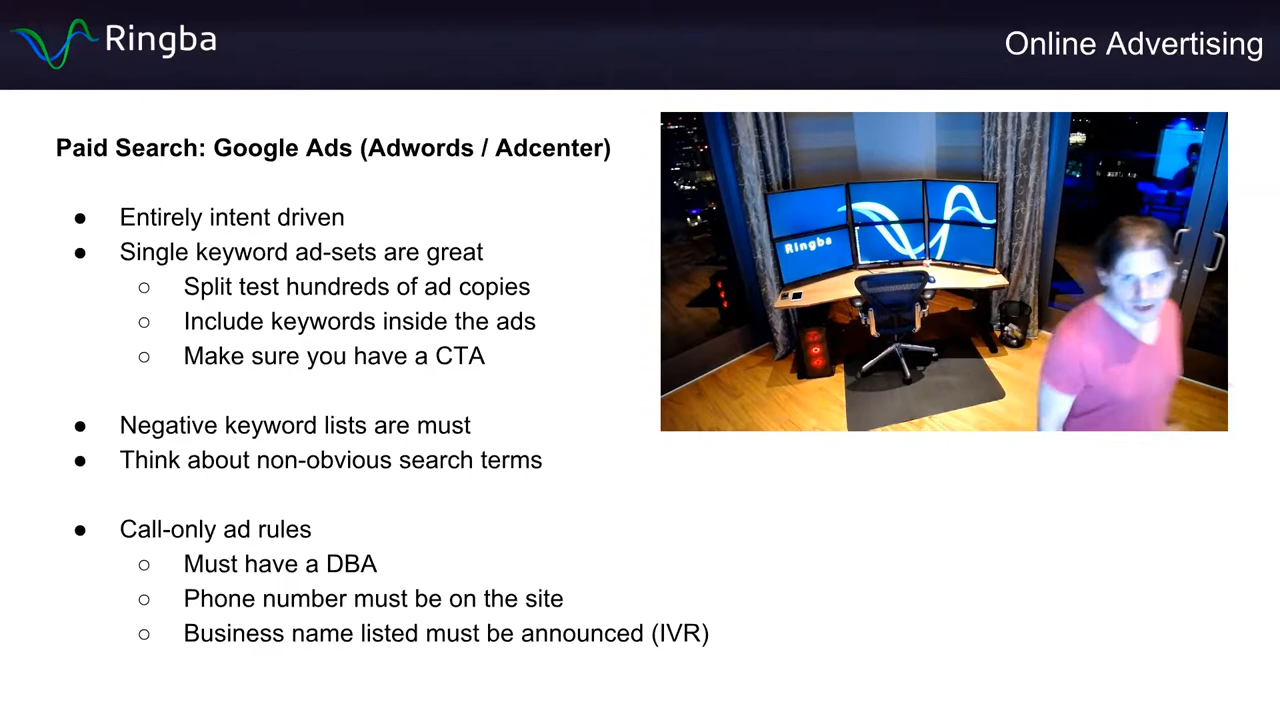 Ringba
Online Advertising
Paid Search: Google Ads (Adwords / Adcenter)
● Entirely intent driven
● Single keyword ad-sets are great
○ Split test hundreds of ad copies
○ Include keywords inside the ads
○ Make sure you have a CTA
● Negative keyword lists are must
● Think about non-obvious search terms
● Call-only ad rules
○ Must have a DBA
○ Phone number must be on the site
○ Business name listed must be announced (IVR)
Ringba